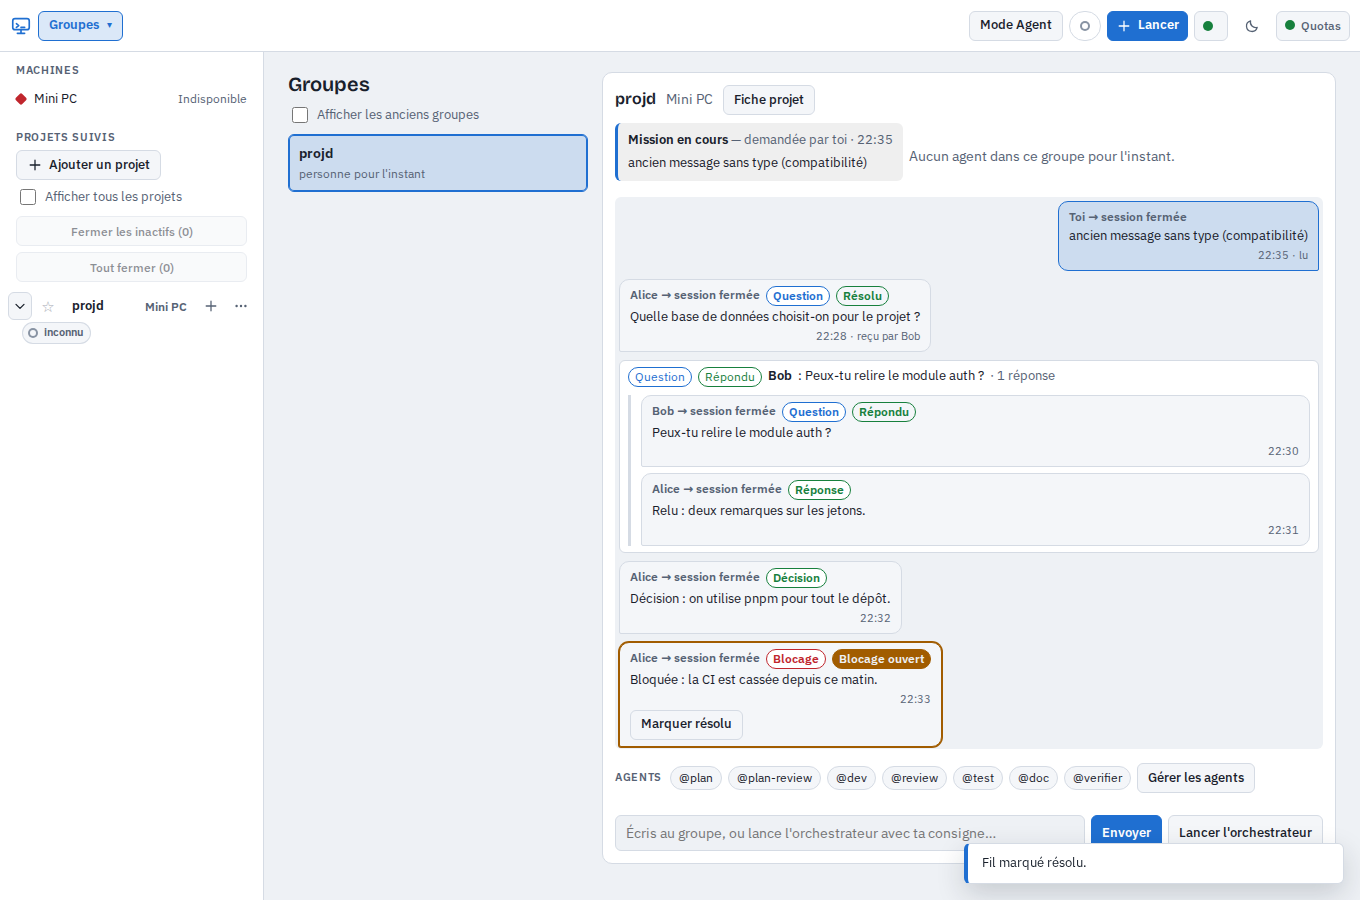 Groupes ▾
Mode Agent
+ Lancer
Quotas
MACHINES
Mini PC
Indisponible
PROJETS SUIVIS
+ Ajouter un projet
Afficher tous les projets
Fermer les inactifs (0)
Tout fermer (0)
☆ projd Mini PC + ···
Inconnu
Groupes
Afficher les anciens groupes
projd
personne pour l'instant
projd Mini PC Fiche projet
Mission en cours — demandée par toi · 22:35
ancien message sans type (compatibilité)
Aucun agent dans ce groupe pour l'instant.
Toi → session fermée
ancien message sans type (compatibilité)
22:35 · lu
Alice → session fermée Question Résolu
Quelle base de données choisit-on pour le projet ?
22:28 · reçu par Bob
Question Répondu Bob : Peux-tu relire le module auth ? · 1 réponse
Bob → session fermée Question Répondu
Peux-tu relire le module auth ?
22:30
Alice → session fermée Réponse
Relu : deux remarques sur les jetons.
22:31
Alice → session fermée Décision
Décision : on utilise pnpm pour tout le dépôt.
22:32
Alice → session fermée Blocage Blocage ouvert
Bloquée : la CI est cassée depuis ce matin.
22:33
Marquer résolu
AGENTS @plan @plan-review @dev @review @test @doc @verifier Gérer les agents
Écris au groupe, ou lance l'orchestrateur avec ta consigne...
Envoyer
Lancer l'orchestrateur
Fil marqué résolu.